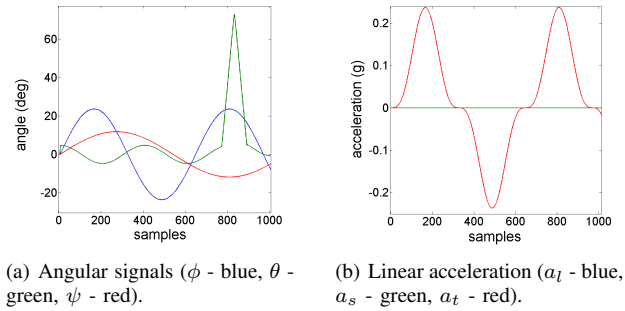 60
40
20
0
-20
angle (deg)
0 200 400 600 800 1000
samples
0.2
0.1
0
-0.1
-0.2
acceleration (g)
0 200 400 600 800 1000
samples
(a) Angular signals (ϕ - blue, θ -
green, ψ - red).
(b) Linear acceleration (a_l - blue,
a_s - green, a_t - red).